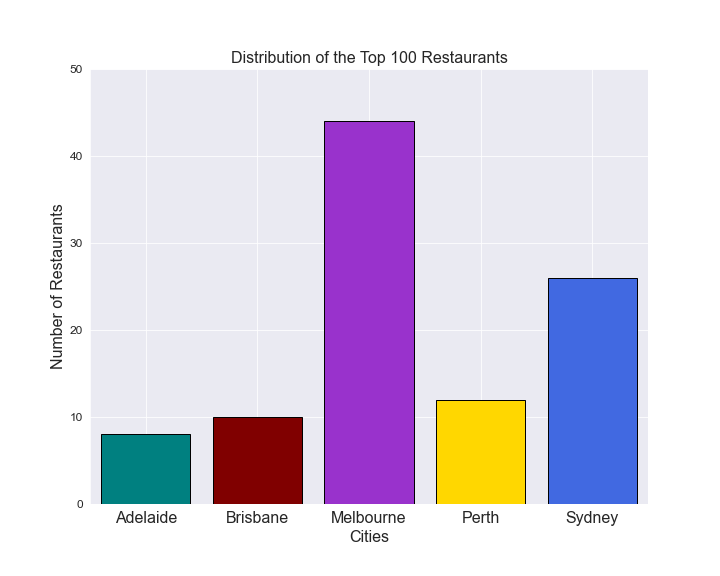 Distribution of the Top 100 Restaurants
Number of Restaurants
50
40
30
20
10
0
Adelaide Brisbane Melbourne Perth Sydney
Cities